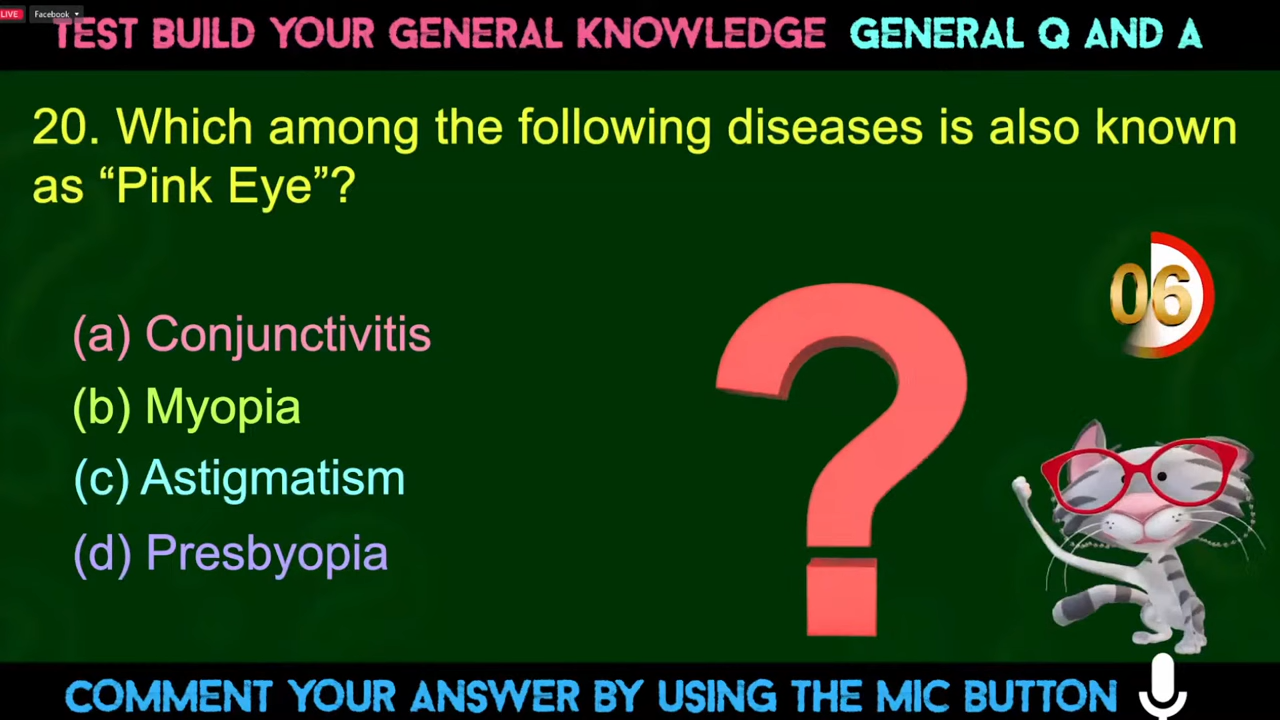 LIVE Facebook
TEST BUILD YOUR GENERAL KNOWLEDGE GENERAL Q AND A
20. Which among the following diseases is also known
as “Pink Eye”?
06
(a) Conjunctivitis
(b) Myopia
(c) Astigmatism
(d) Presbyopia
?
COMMENT YOUR ANSWER BY USING THE MIC BUTTON